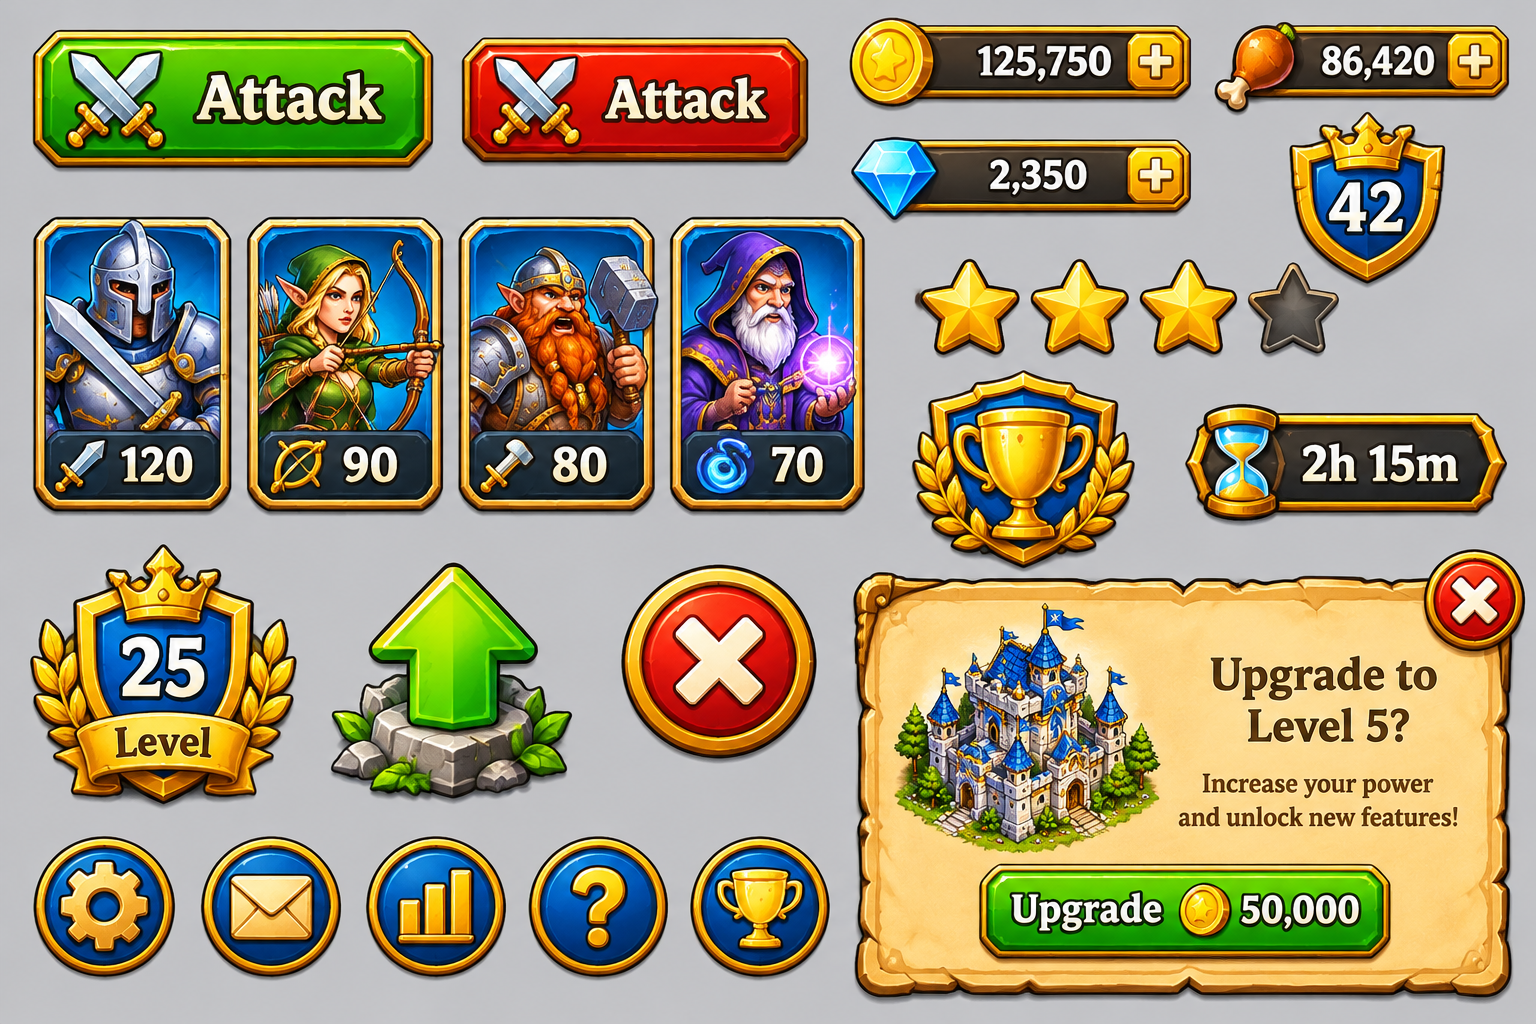 Attack
Attack
125,750
86,420
2,350
42
120
90
80
70
2h 15m
25
Level
Upgrade to
Level 5?
Increase your power
and unlock new features!
Upgrade 50,000